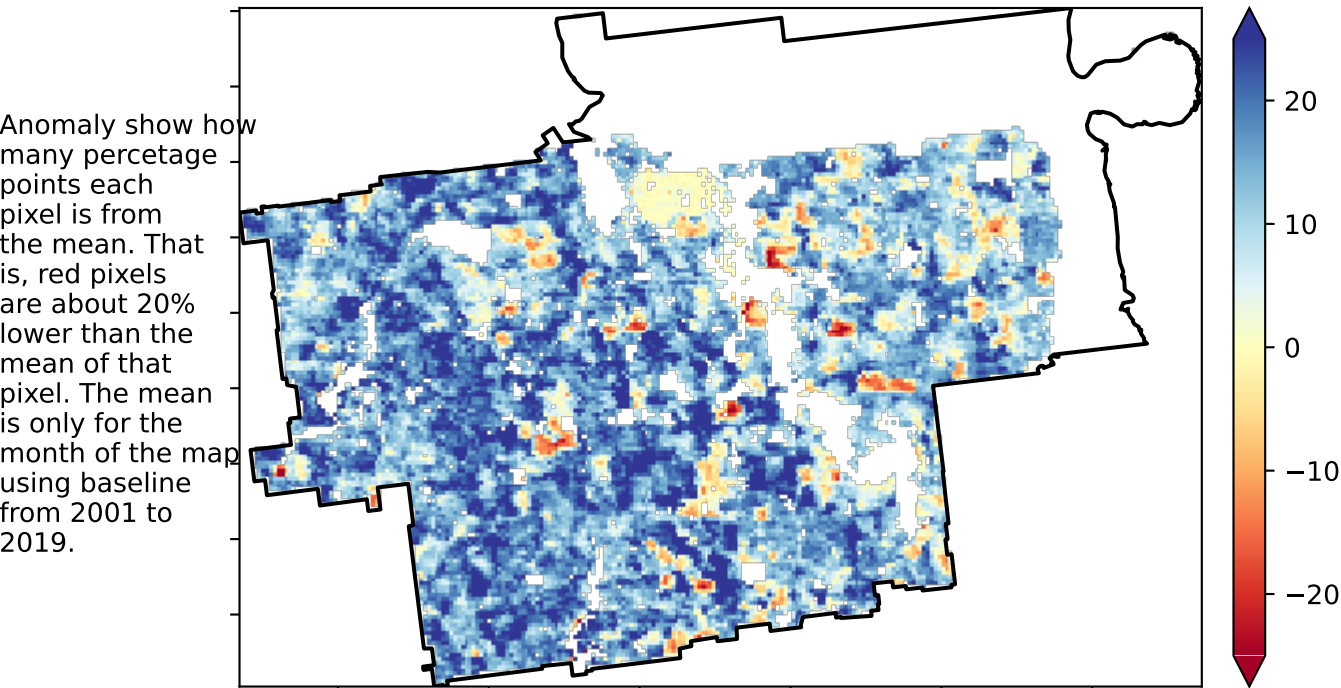 Anomaly show how
many percetage
points each
pixel is from
the mean. That
is, red pixels
are about 20%
lower than the
mean of that
pixel. The mean
is only for the
month of the map
using baseline
from 2001 to
2019.
20
10
0
−10
−20